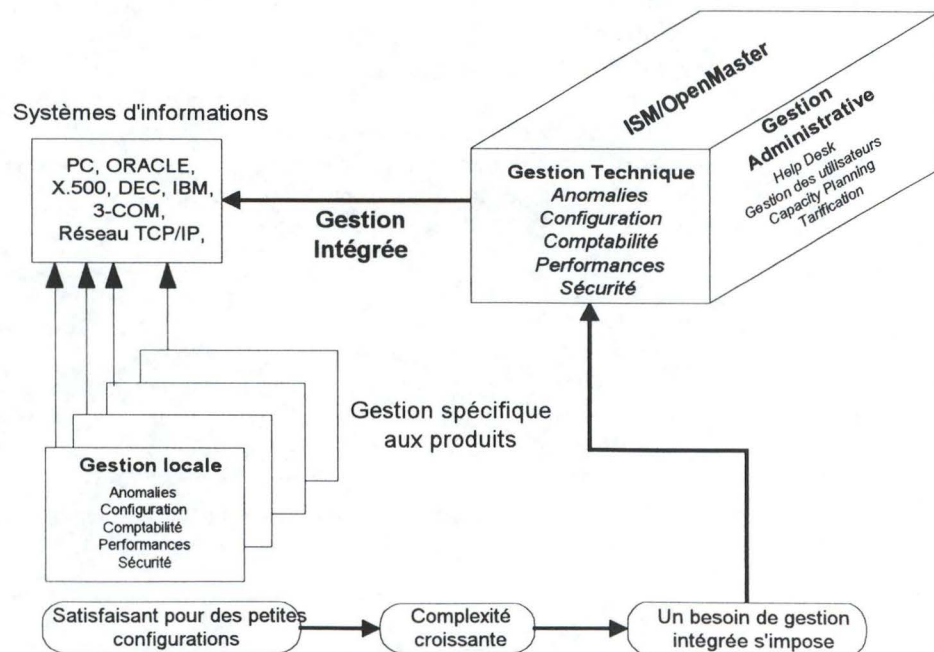 Systèmes d'informations
PC, ORACLE,
X.500, DEC, IBM,
3-COM,
Réseau TCP/IP,
Gestion
Intégrée
ISM/OpenMaster
Gestion Technique
Anomalies
Configuration
Comptabilité
Performances
Sécurité
Gestion
Administrative
Help Desk
Gestion des utilisateurs
Capacity Planning
Tarification
Gestion spécifique
aux produits
Gestion locale
Anomalies
Configuration
Comptabilité
Performances
Sécurité
Satisfaisant pour des petites
configurations
Complexité
croissante
Un besoin de gestion
intégrée s'impose